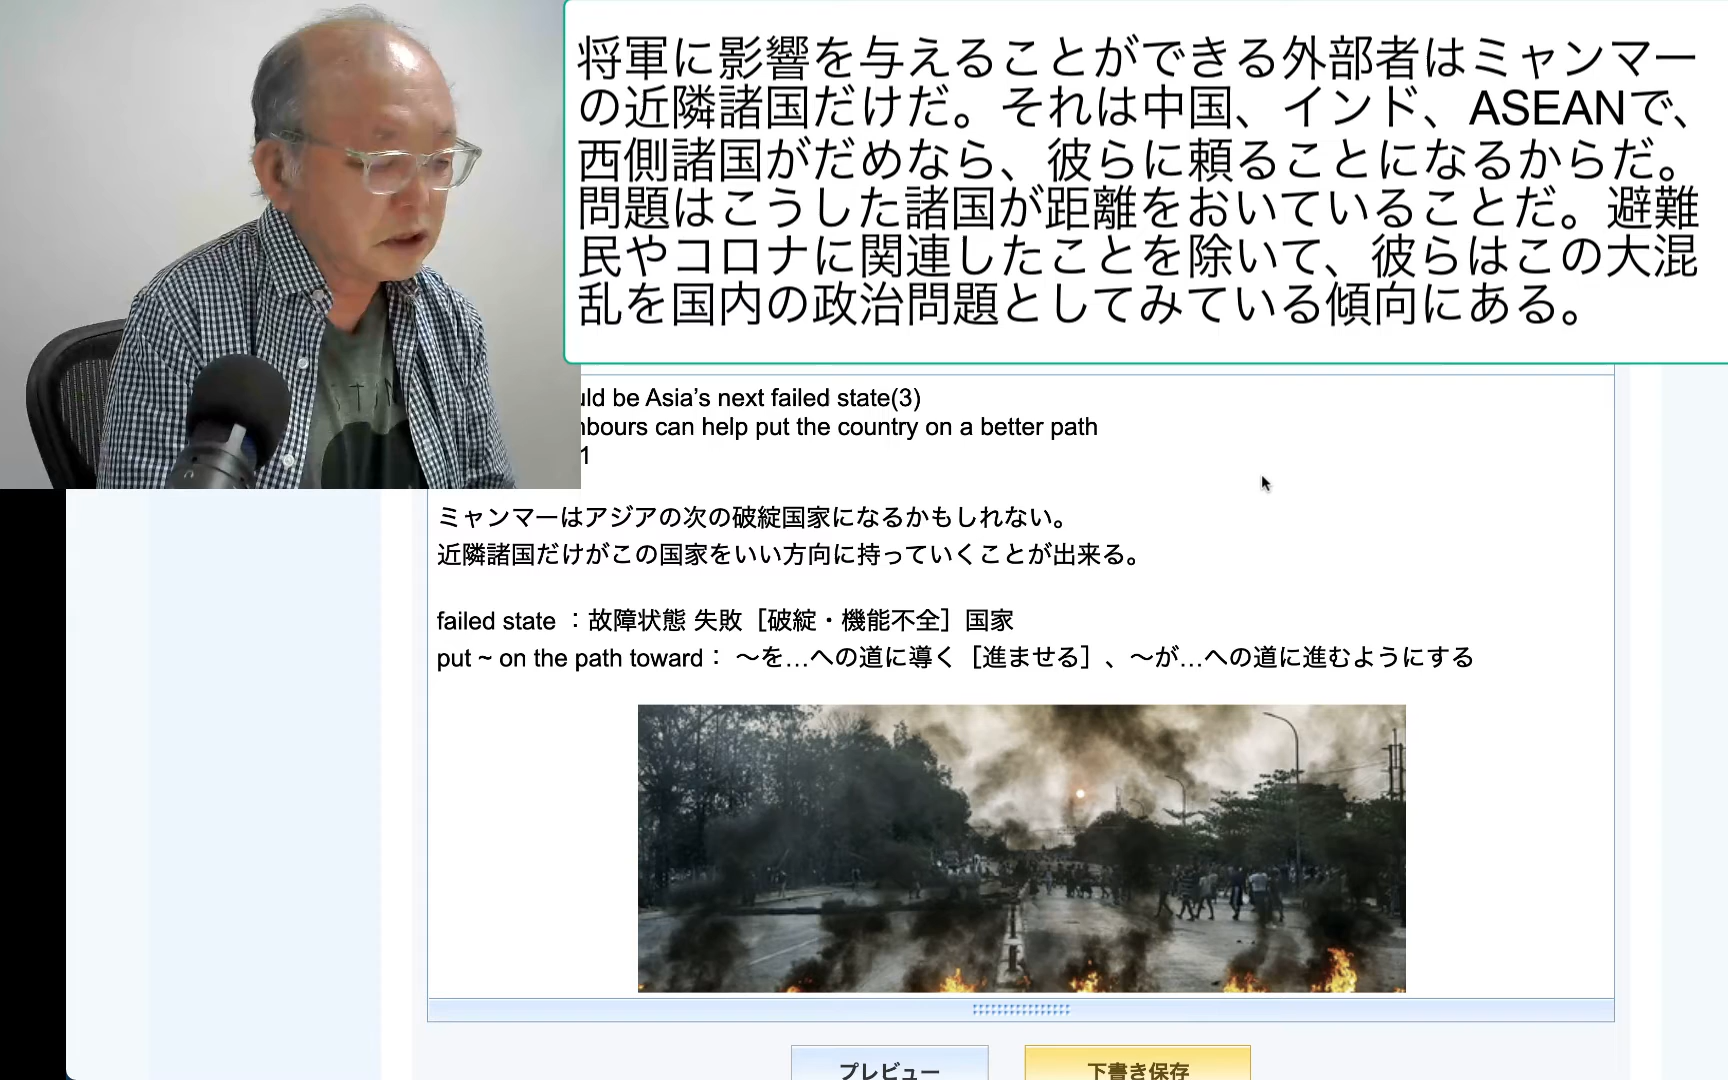 将軍に影響を与えることができる外部者はミャンマー
の近隣諸国だけだ。それは中国、インド、ASEANで、
西側諸国がだめなら、彼らに頼ることになるからだ。
問題はこうした諸国が距離をおいていることだ。避難
民やコロナに関連したことを除いて、彼らはこの大混
乱を国内の政治問題としてみている傾向にある。
be Asia’s next failed state(3)
can help put the country on a better path
ミャンマーはアジアの次の破綻国家になるかもしれない。
近隣諸国だけがこの国家をいい方向に持っていくことが出来る。
failed state ：故障状態 失敗［破綻・機能不全］国家
put ~ on the path toward： 〜を…への道に導く［進ませる］、〜が…への道に進むようにする
プレビュー
下書き保存